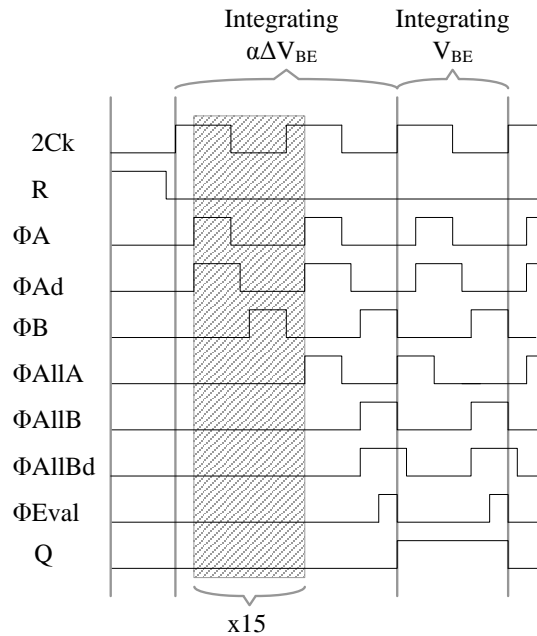 Integrating
αΔV_BE
Integrating
V_BE
2Ck
R
ΦA
ΦAd
ΦB
ΦAllA
ΦAllB
ΦAllBd
ΦEval
Q
x15